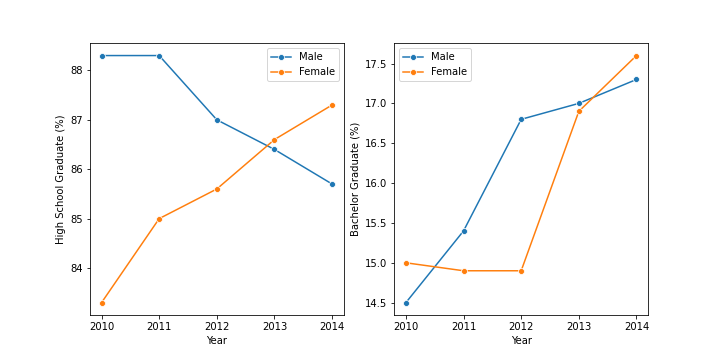 Male
Female
High School Graduate (%)
88
87
86
85
84
2010 2011 2012 2013 2014
Year
Male
Female
Bachelor Graduate (%)
17.5
17.0
16.5
16.0
15.5
15.0
14.5
2010 2011 2012 2013 2014
Year